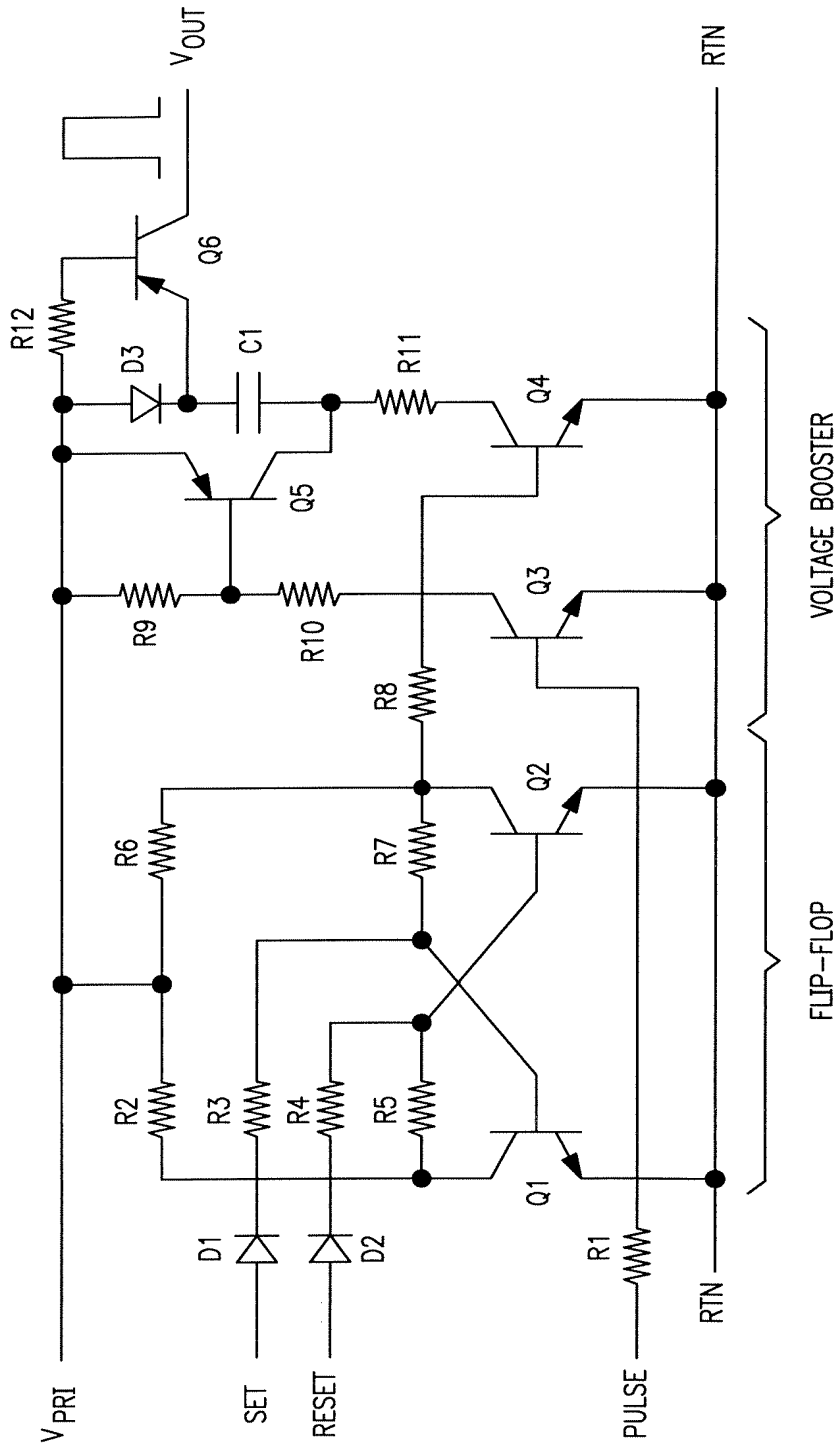 V_PRI
SET
RESET
PULSE
RTN
D1
D2
R1
R2
R3
R4
R5
Q1
R6
R7
Q2
R8
R9
R10
Q3
Q5
Q4
R11
C1
D3
R12
Q6
V_OUT
RTN
FLIP-FLOP
VOLTAGE BOOSTER